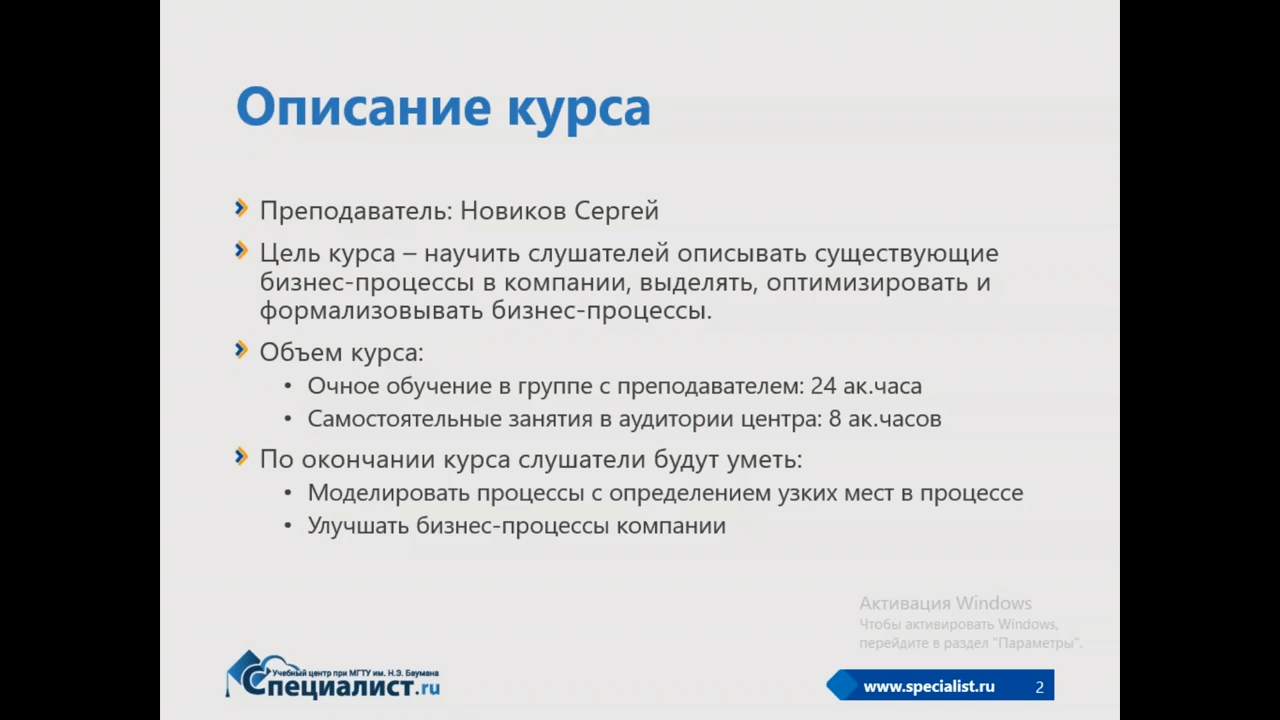 Описание курса
Преподаватель: Новиков Сергей
Цель курса – научить слушателей описывать существующие
бизнес-процессы в компании, выделять, оптимизировать и
формализовывать бизнес-процессы.
Объем курса:
• Очное обучение в группе с преподавателем: 24 ак.часа
• Самостоятельные занятия в аудитории центра: 8 ак.часов
По окончании курса слушатели будут уметь:
• Моделировать процессы с определением узких мест в процессе
• Улучшать бизнес-процессы компании
Активация Windows
Чтобы активировать Windows,
перейдите в раздел "Параметры".
Учебный центр при МГТУ им. Н.Э. Баумана
Специалист.ru
www.specialist.ru 2